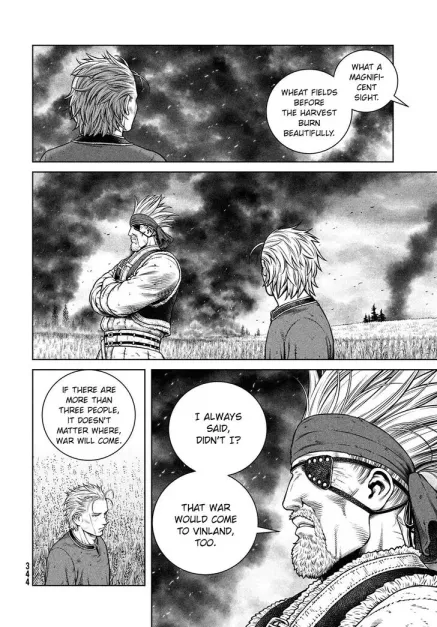 WHAT A
MAGNIFI-
CENT
SIGHT.
WHEAT FIELDS
BEFORE
THE HARVEST
BURN
BEAUTIFULLY.
I ALWAYS
SAID,
DIDN'T I?
THAT WAR
WOULD COME
TO VINLAND,
TOO.
IF THERE ARE
MORE THAN
THREE PEOPLE,
IT DOESN'T
MATTER WHERE,
WAR WILL COME.
344